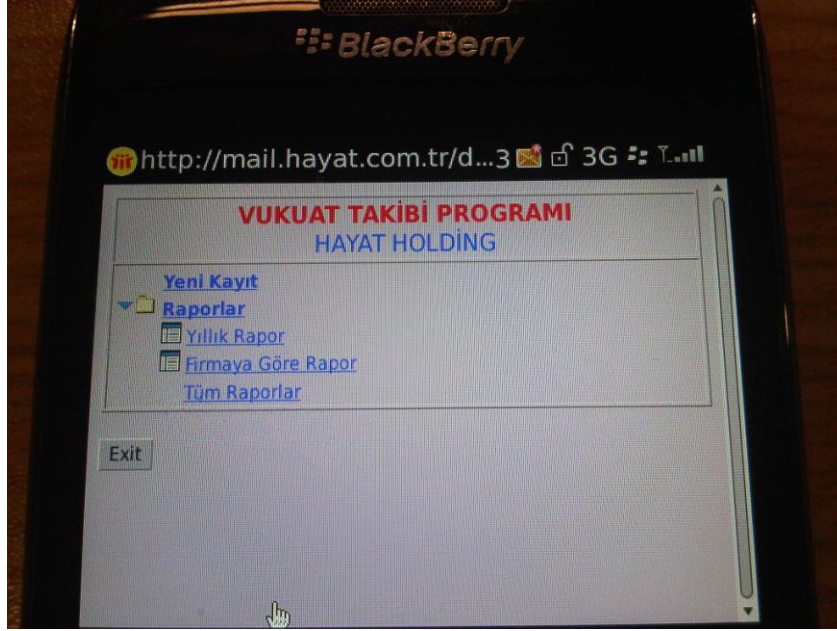 BlackBerry
http://mail.hayat.com.tr/d...3 3G
VUKUAT TAKİBİ PROGRAMI
HAYAT HOLDİNG
Yeni Kayıt
Raporlar
Yıllık Rapor
Firmaya Göre Rapor
Tüm Raporlar
Exit